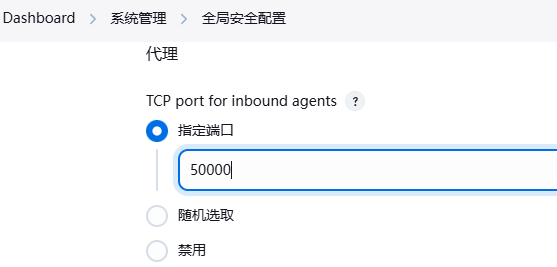 Dashboard > 系统管理 > 全局安全配置
代理
TCP port for inbound agents ?
指定端口
50000
随机选取
禁用